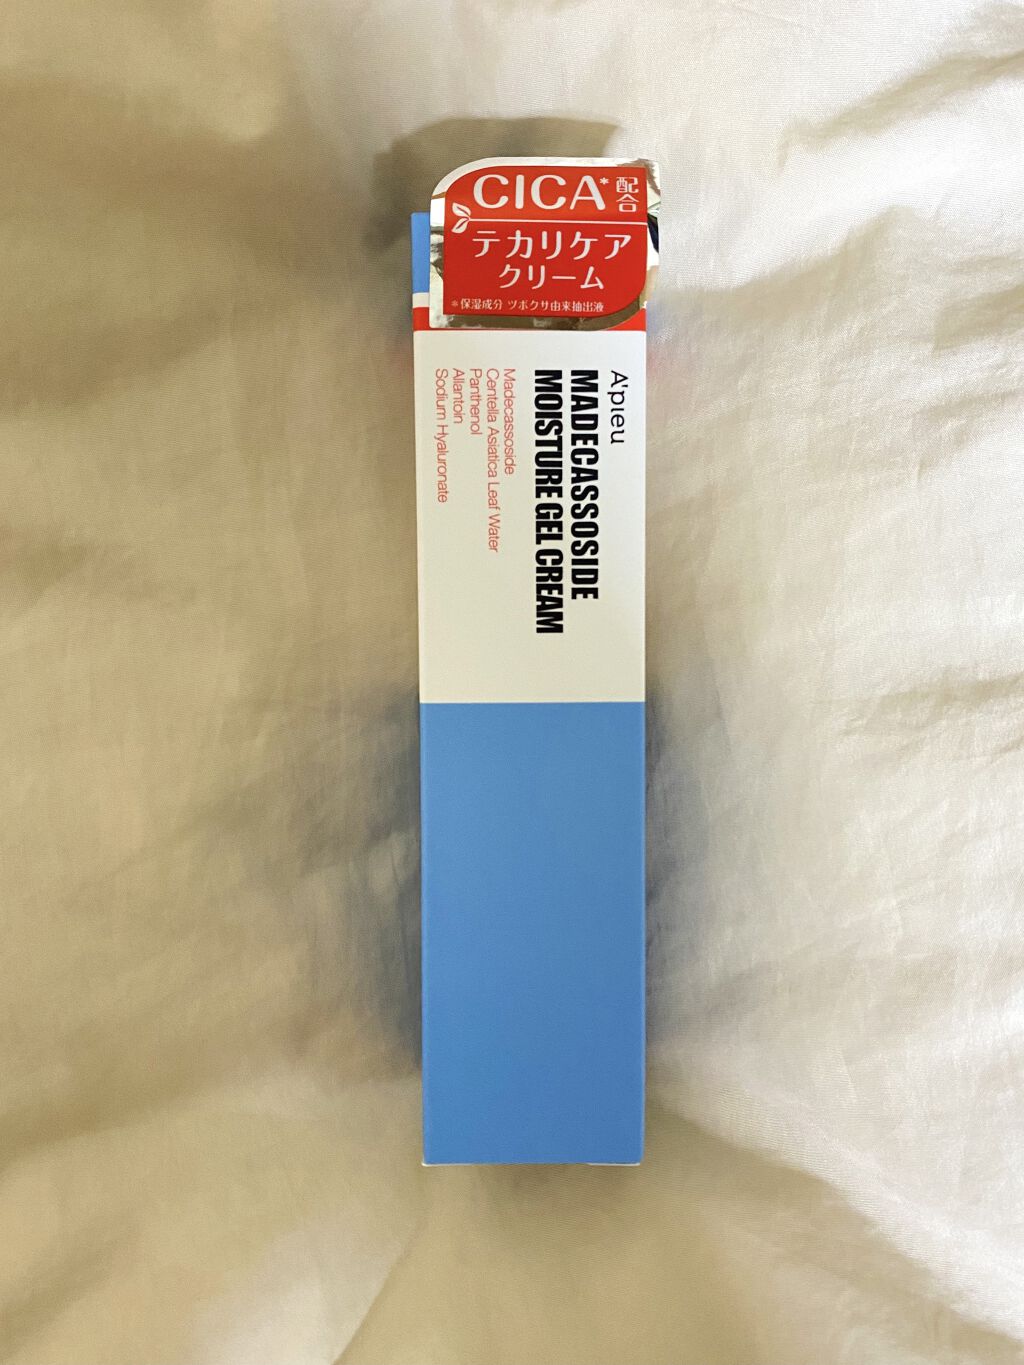 CICA*配合
テカリケア
クリーム
*保湿成分 ツボクサ由来抽出液
A'pieu
MADECASSOSIDE
MOISTURE GEL CREAM
Madecassoside
Centella Asiatica Leaf Water
Panthenol
Allantoin
Sodium Hyaluronate